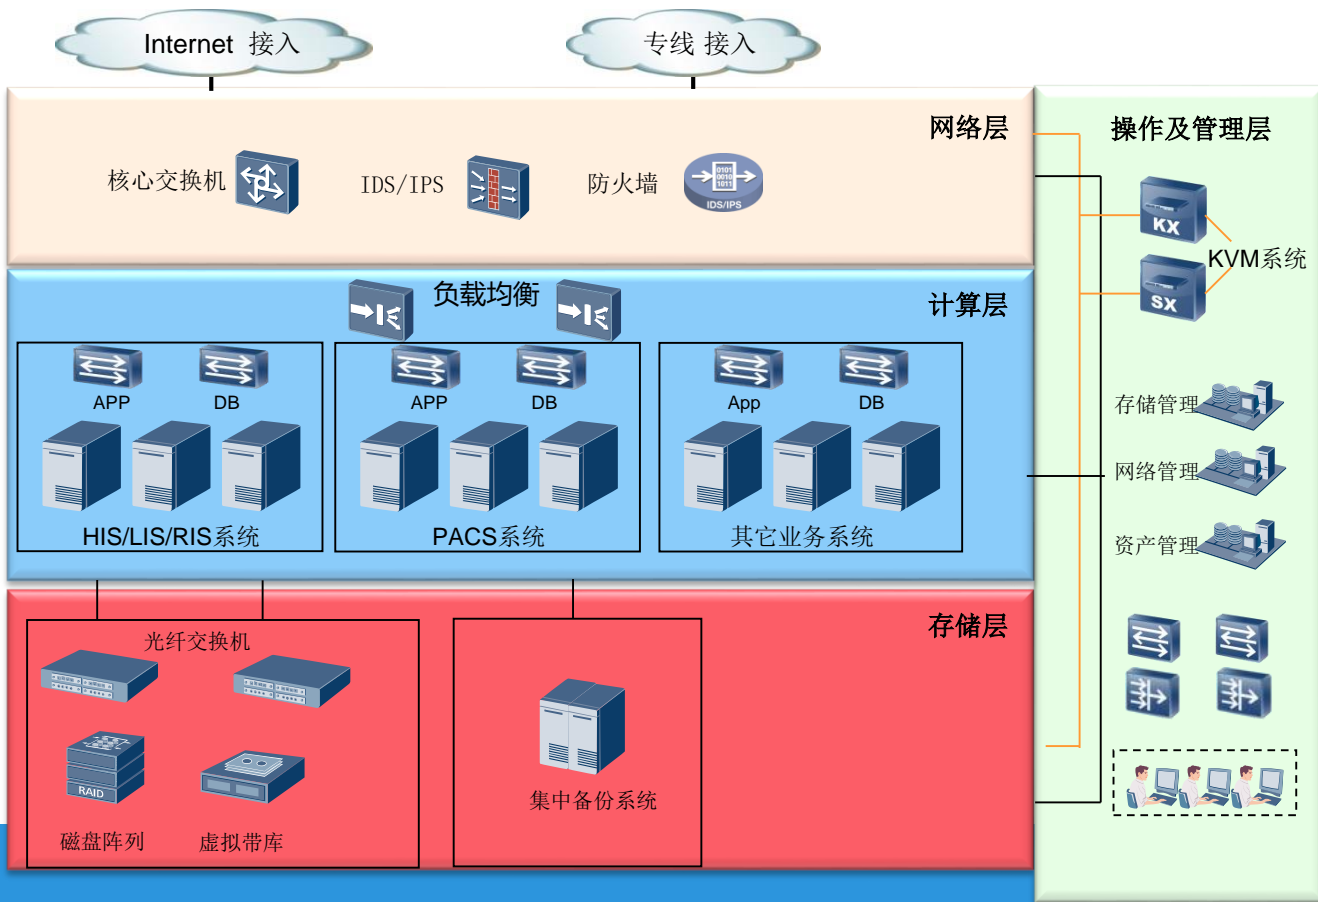 Internet 接入
专线 接入
网络层
操作及管理层
核心交换机
IDS/IPS
防火墙
0101
0010
1011
IDS/IPS
KX
KVM系统
SX
负载均衡
计算层
APP
DB
APP
DB
App
DB
HIS/LIS/RIS系统
PACS系统
其它业务系统
存储管理
网络管理
资产管理
存储层
光纤交换机
RAID
磁盘阵列
虚拟带库
集中备份系统